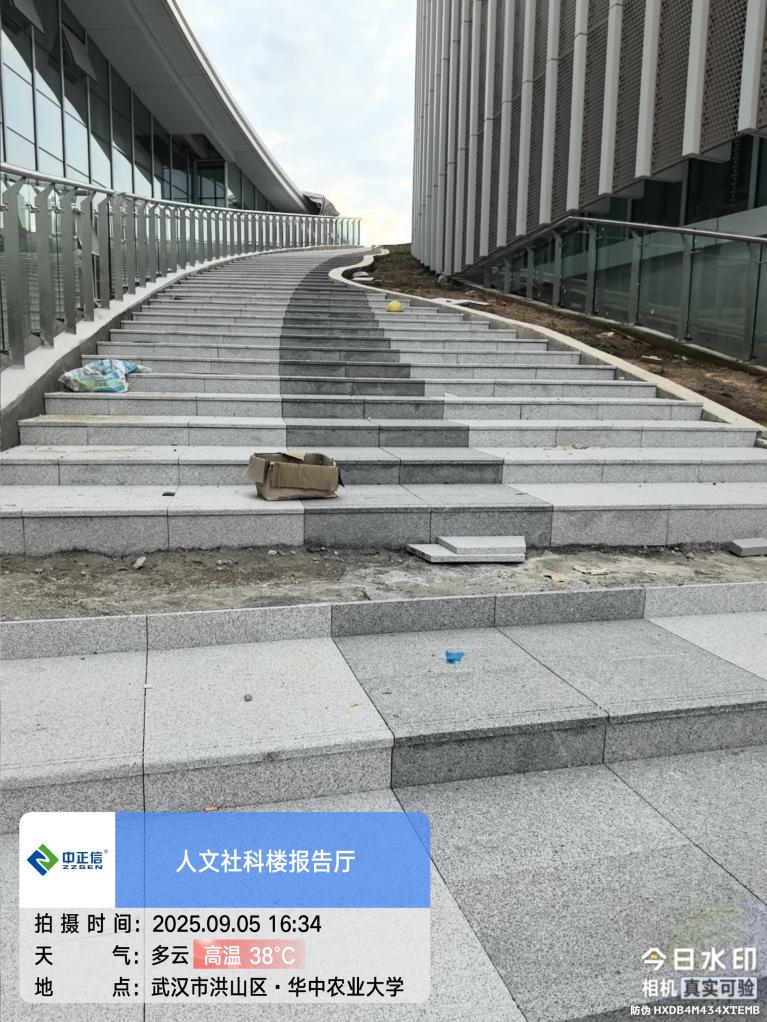 中正信®
ZZSEN
人文社科楼报告厅
拍摄时间：2025.09.05 16:34
天气：多云 高温 38°C
地点：武汉市洪山区·华中农业大学
今日水印
相机 真实可验
防伪 HXDB4M434XTEMB